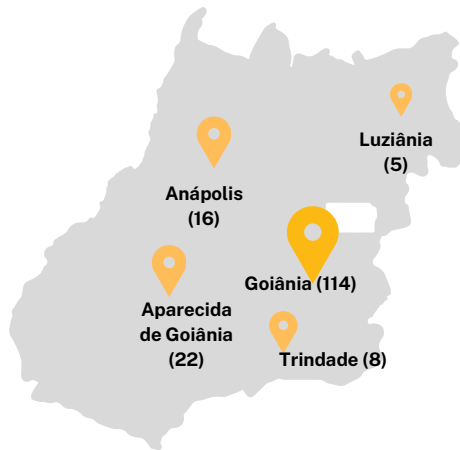 Luziânia
(5)
Anápolis
(16)
Goiânia (114)
Aparecida
de Goiânia
(22)
Trindade (8)